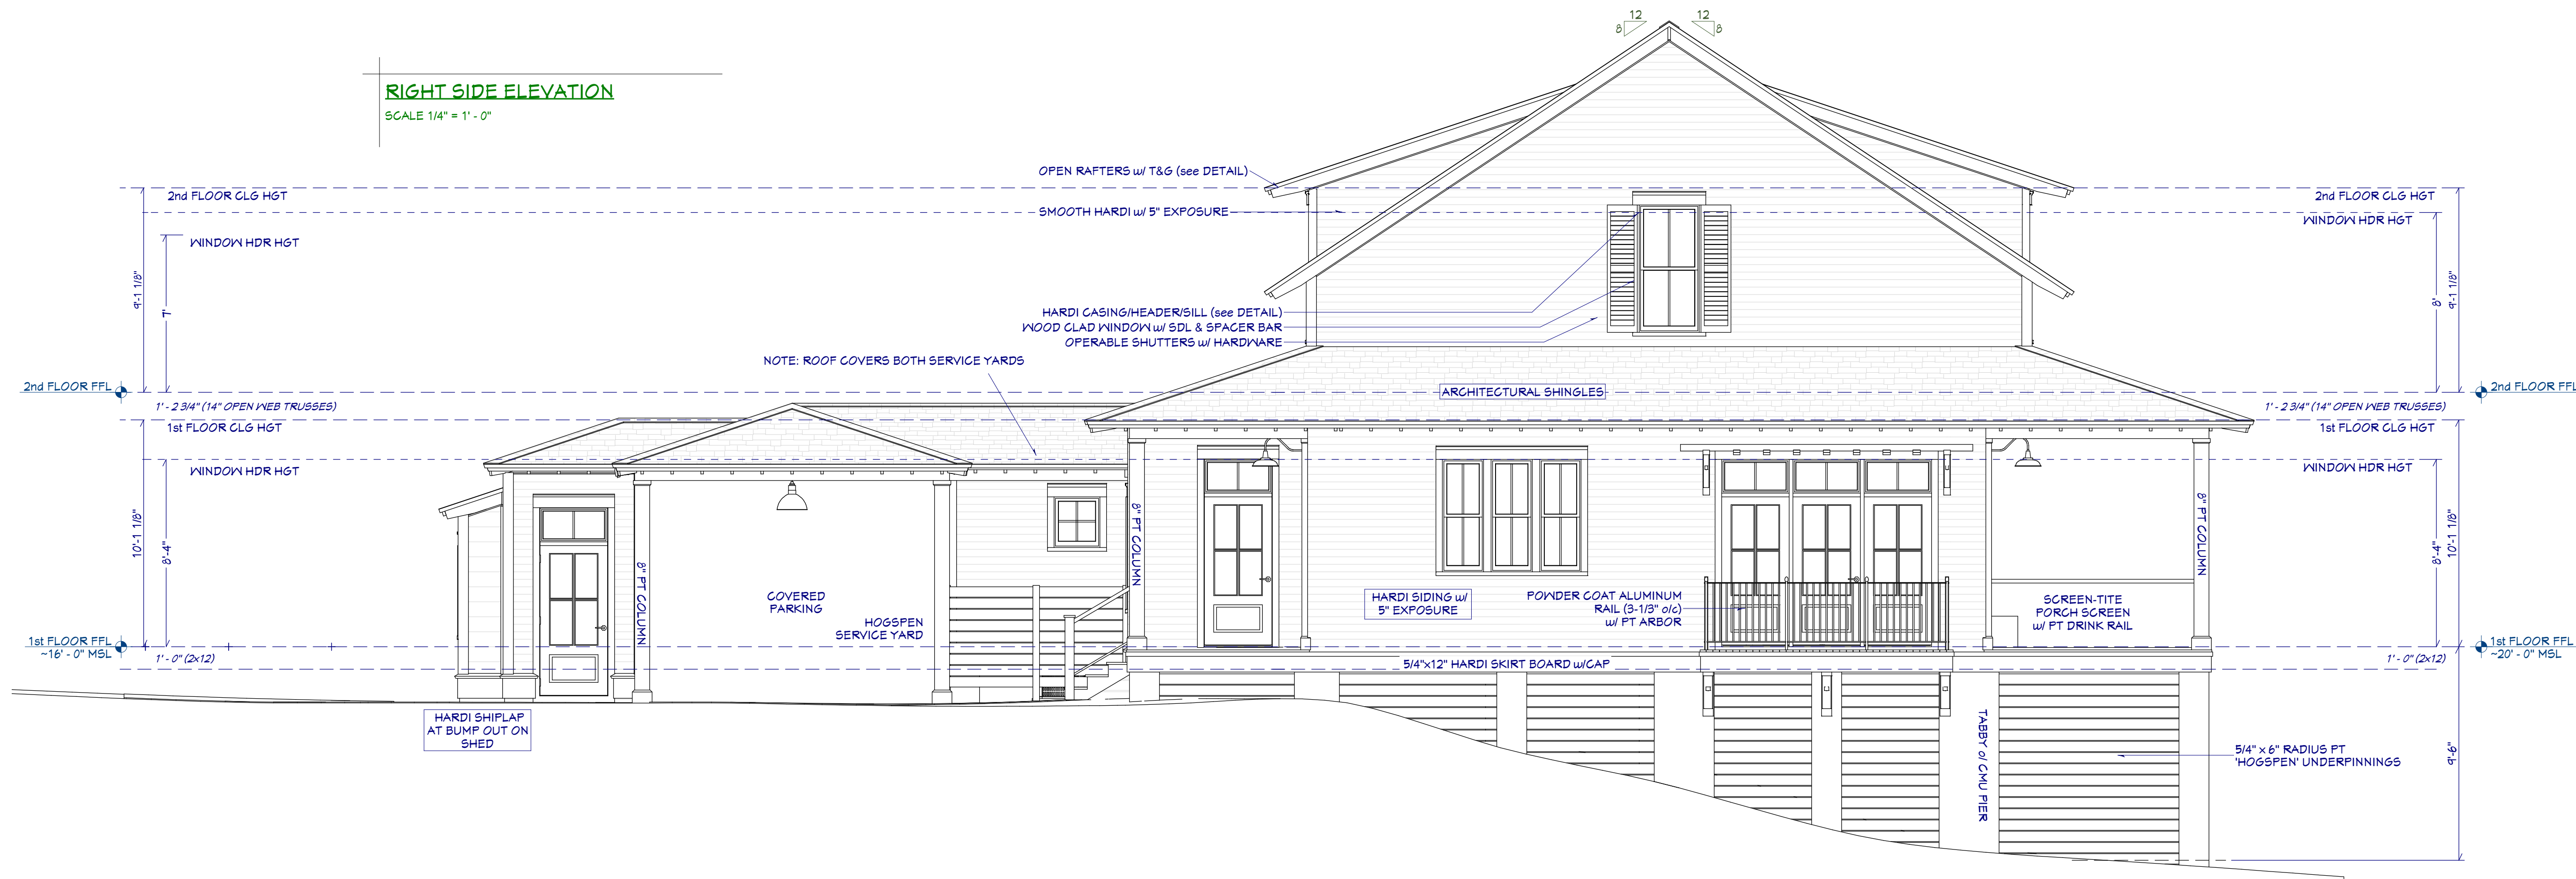 12
12
8
8
RIGHT SIDE ELEVATION
SCALE 1/4" = 1' - 0"
OPEN RAFTERS w/ T&G (see DETAIL)
2nd FLOOR CLG HGT
2nd FLOOR CLG HGT
SMOOTH HARDI w/ 5" EXPOSURE
WINDOW HDR HGT
WINDOW HDR HGT
9'-1 1/8"
7'
8'
9'-1 1/8"
HARDI CASING/HEADER/SILL (see DETAIL)
WOOD CLAD WINDOW w/ SDL & SPACER BAR
OPERABLE SHUTTERS w/ HARDWARE
NOTE: ROOF COVERS BOTH SERVICE YARDS
2nd FLOOR FFL
ARCHITECTURAL SHINGLES
2nd FLOOR FFL
1' - 2 3/4" (14" OPEN WEB TRUSSES)
1' - 2 3/4" (14" OPEN WEB TRUSSES)
1st FLOOR CLG HGT
1st FLOOR CLG HGT
WINDOW HDR HGT
WINDOW HDR HGT
10'-1 1/8"
8'-4"
8" PT COLUMN
8" PT COLUMN
8" PT COLUMN
8'-4"
10'-1 1/8"
COVERED
PARKING
HOGSPEN
SERVICE YARD
HARDI SIDING w/
5" EXPOSURE
POWDER COAT ALUMINUM
RAIL (3-1/3" o/c)
w/ PT ARBOR
SCREEN-TITE
PORCH SCREEN
w/ PT DRINK RAIL
1st FLOOR FFL
~16' - 0" MSL
1st FLOOR FFL
~20' - 0" MSL
1' - 0" (2x12)
5/4"x12" HARDI SKIRT BOARD w/CAP
1' - 0" (2x12)
HARDI SHIPLAP
AT BUMP OUT ON
SHED
TABBY o/ CMU PIER
5/4" x 6" RADIUS PT
'HOGSPEN' UNDERPINNINGS
9'-6"